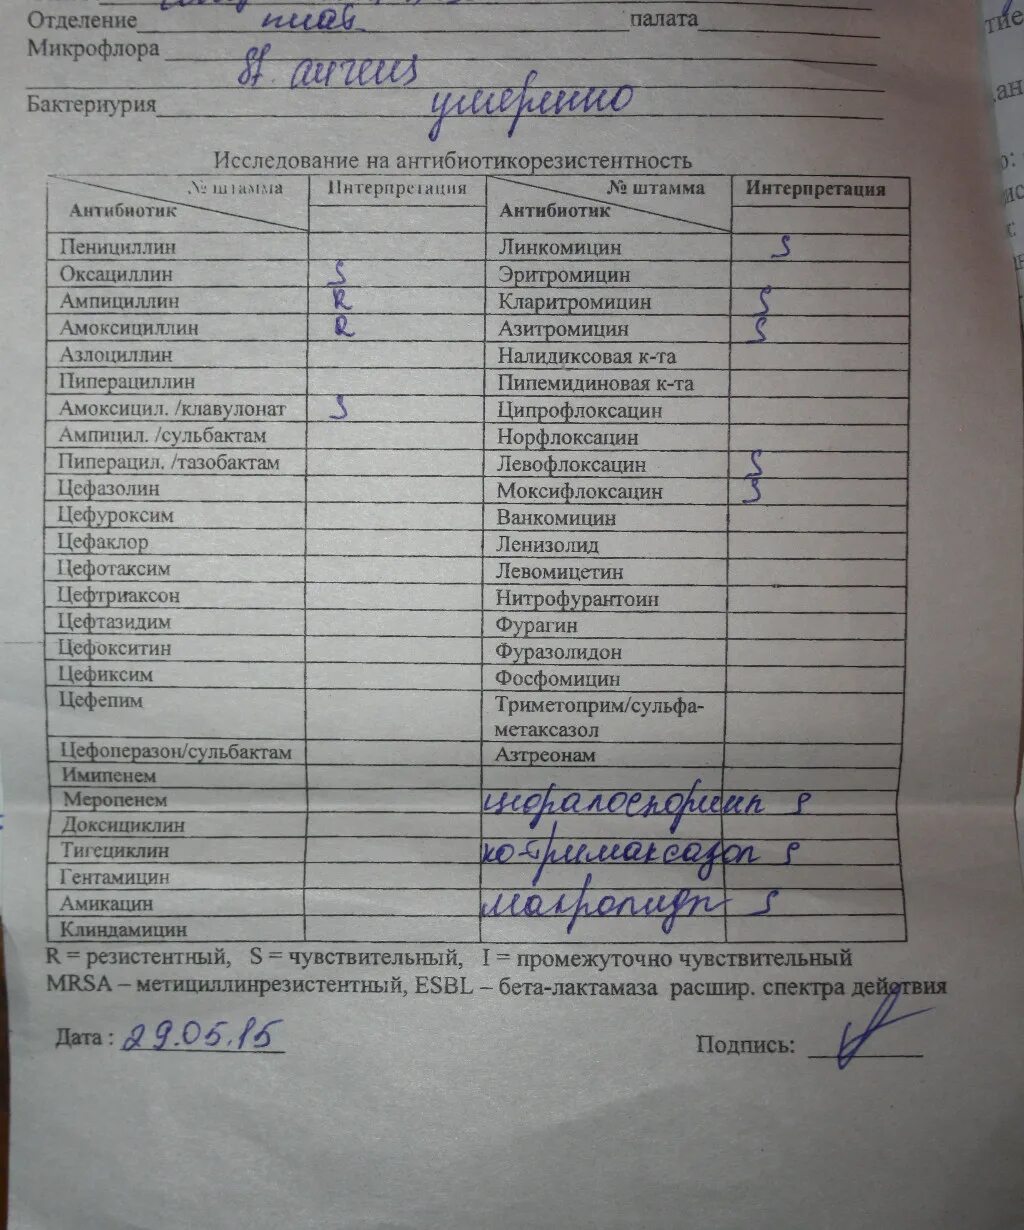 Отделение палата
Микрофлора
St. aureus
Бактериурия умеренно
Исследование на антибиотикорезистентность
№ штамма Интерпретация № штамма Интерпретация
Антибиотик Антибиотик
Пенициллин Линкомицин S
Оксациллин S Эритромицин
Ампициллин R Кларитромицин S
Амоксициллин R Азитромицин S
Азлоциллин Налидиксовая к-та
Пиперациллин Пипемидиновая к-та
Амоксицил. /клавулонат S Ципрофлоксацин
Ампицил. /сульбактам Норфлоксацин
Пиперацил. /тазобактам Левофлоксацин S
Цефазолин Моксифлоксацин S
Цефуроксим Ванкомицин
Цефаклор Ленизолид
Цефотаксим Левомицетин
Цефтриаксон Нитрофурантоин
Цефтазидим Фурагин
Цефокситин Фуразолидон
Цефиксим Фосфомицин
Цефепим Триметоприм/сульфа-
метаксазол
Цефоперазон/сульбактам Азтреонам
Имипенем
Меропенем S
Доксициклин
Тигециклин ко-тримаксазол S
Гентамицин
Амикацин макролиды S
Клиндамицин
R = резистентный, S = чувствительный, I = промежуточно чувствительный
MRSA – метициллинрезистентный, ESBL – бета-лактамаза расшир. спектра действия
Дата : 29.05.15 Подпись: